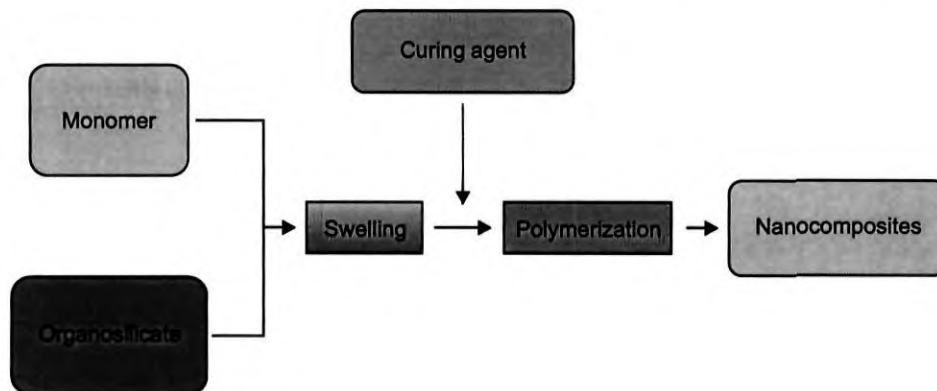 Curing agent
Monomer
Swelling
Polymerization
Nanocomposites
Organosilicate